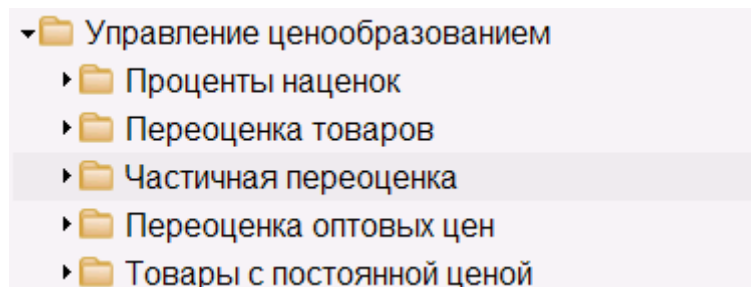 Управление ценообразованием
Проценты наценок
Переоценка товаров
Частичная переоценка
Переоценка оптовых цен
Товары с постоянной ценой